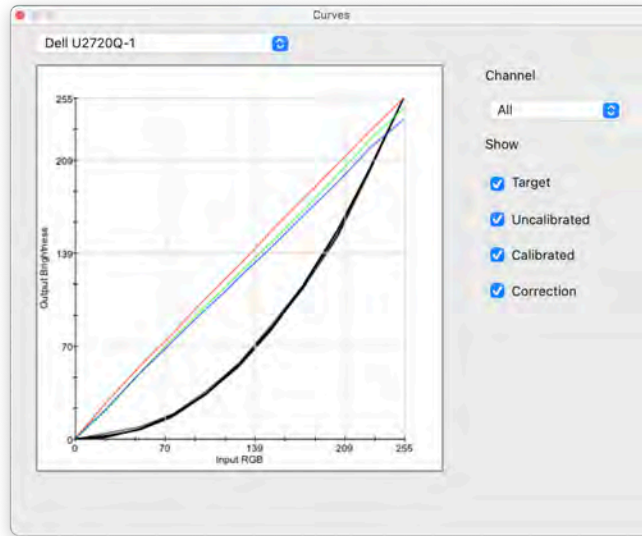 Curves
Dell U2720Q-1
Channel
All
Show
Target
Uncalibrated
Calibrated
Correction
Output Brightness
255
209
139
70
0
0 70 139 209 255
Input RGB